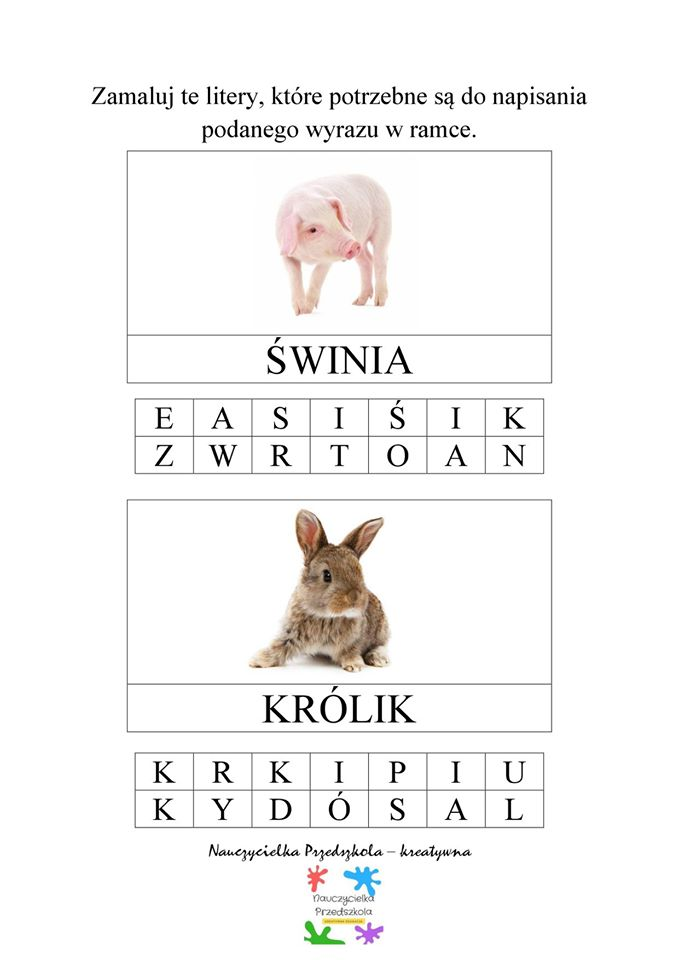 Zamaluj te litery, które potrzebne są do napisania
podanego wyrazu w ramce.
ŚWINIA
E A S I Ś I K
Z W R T O A N
KRÓLIK
K R K I P I U
K Y D Ó S A L
Nauczycielka Przedszkola – kreatywna
Nauczycielka
Przedszkola